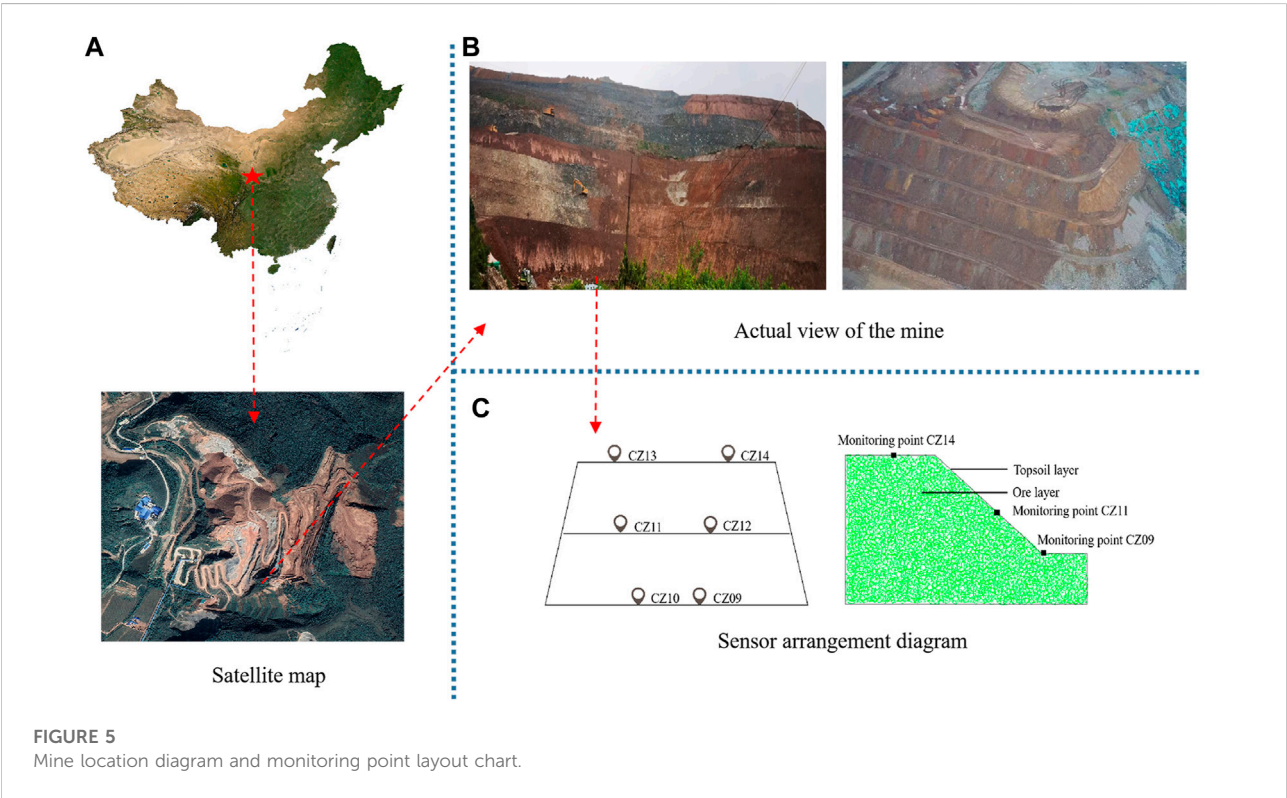 A
B
Actual view of the mine
Satellite map
C
CZ13
CZ14
CZ11
CZ12
CZ10
CZ09
Monitoring point CZ14
Topsoil layer
Ore layer
Monitoring point CZ11
Monitoring point CZ09
Sensor arrangement diagram
FIGURE 5
Mine location diagram and monitoring point layout chart.